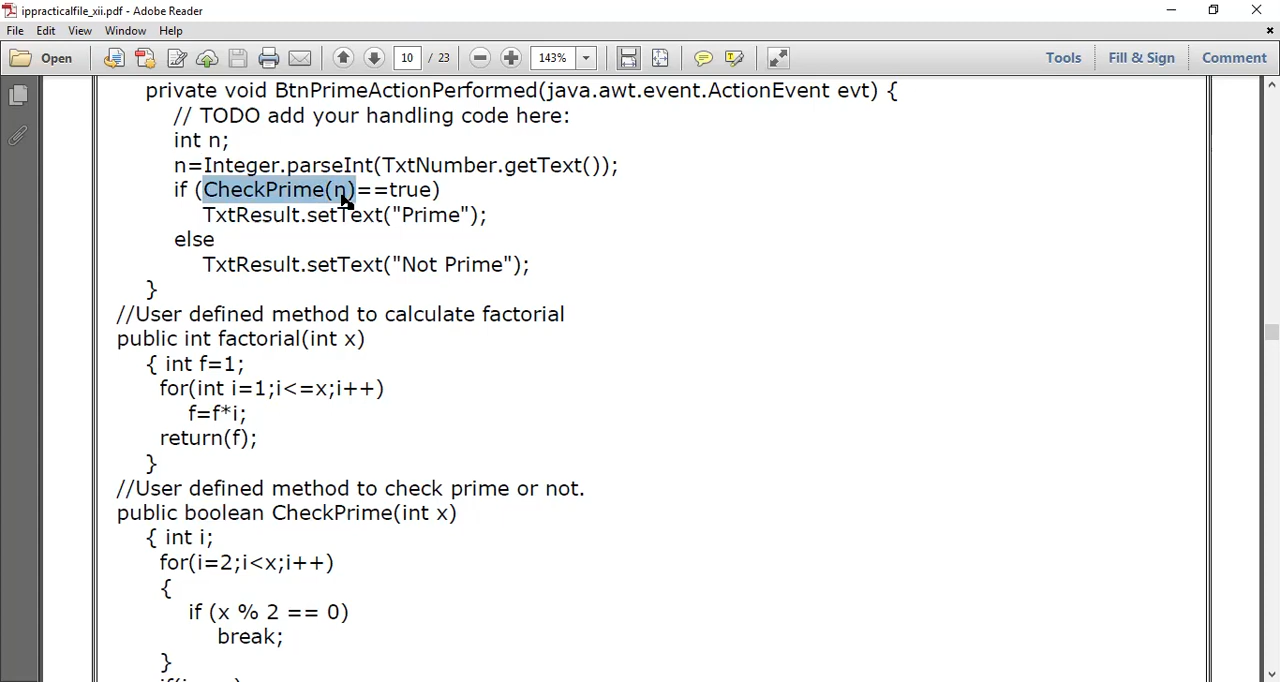 ippracticalfile_xii.pdf - Adobe Reader
File Edit View Window Help
Open 10 / 23 143% Tools Fill & Sign Comment
private void BtnPrimeActionPerformed(java.awt.event.ActionEvent evt) {
// TODO add your handling code here:
int n;
n=Integer.parseInt(TxtNumber.getText());
if (CheckPrime(n)==true)
TxtResult.setText("Prime");
else
TxtResult.setText("Not Prime");
}
//User defined method to calculate factorial
public int factorial(int x)
{ int f=1;
for(int i=1;i<=x;i++)
f=f*i;
return(f);
}
//User defined method to check prime or not.
public boolean CheckPrime(int x)
{ int i;
for(i=2;i<x;i++)
{
if (x % 2 == 0)
break;
}